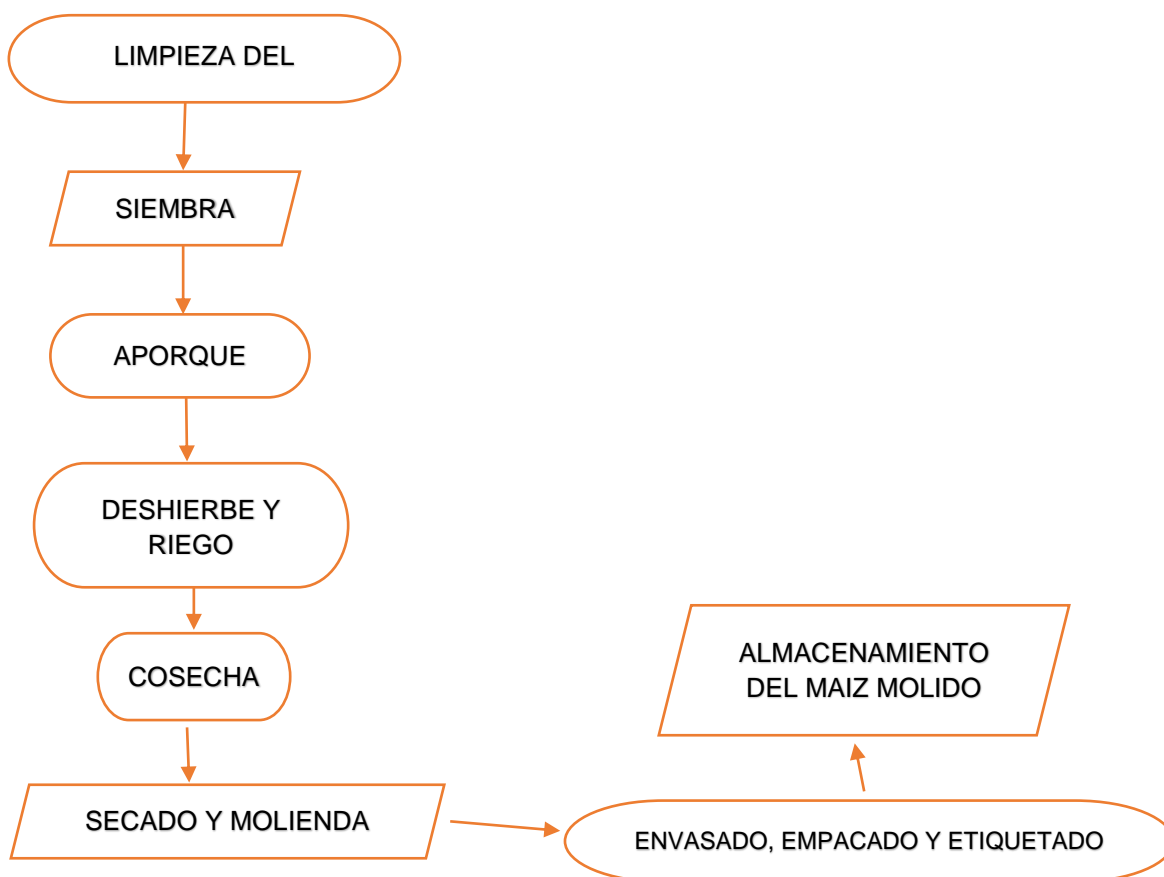 LIMPIEZA DEL
SIEMBRA
APORQUE
DESHIERBE Y
RIEGO
COSECHA
SECADO Y MOLIENDA
ENVASADO, EMPACADO Y ETIQUETADO
ALMACENAMIENTO
DEL MAIZ MOLIDO